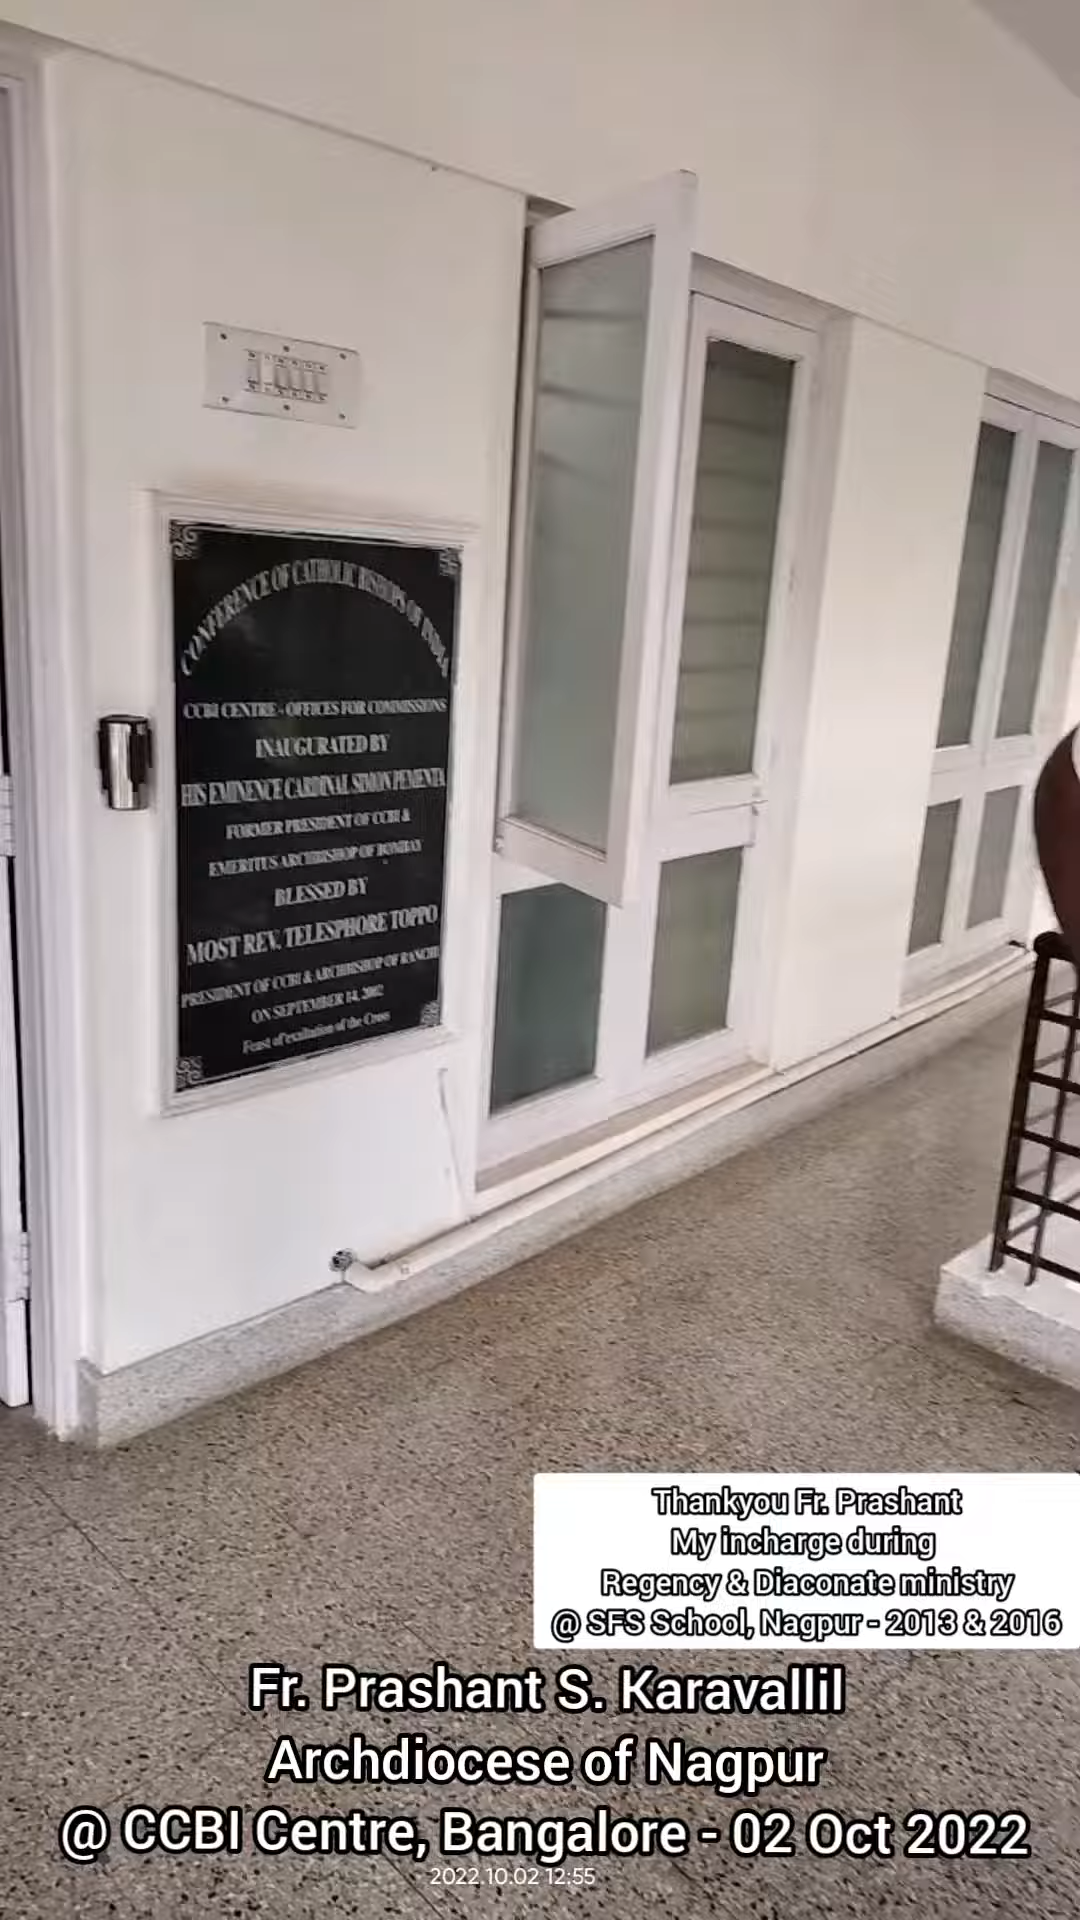 CONFERENCE OF CATHOLIC BISHOPS OF INDIA
CCBI CENTRE - OFFICES FOR COMMISSIONS
INAUGURATED BY
HIS EMINENCE CARDINAL SIMON PIMENTA
FORMER PRESIDENT OF CCBI &
EMERITUS ARCHBISHOP OF BOMBAY
BLESSED BY
MOST REV. TELESPHORE TOPPO
PRESIDENT OF CCBI & ARCHBISHOP OF RANCHI
ON SEPTEMBER 14, 2002
Feast of exaltation of the Cross
Thankyou Fr. Prashant
My incharge during
Regency & Diaconate ministry
@ SFS School, Nagpur - 2013 & 2016
Fr. Prashant S. Karavallil
Archdiocese of Nagpur
@ CCBI Centre, Bangalore - 02 Oct 2022
2022.10.02 12:55